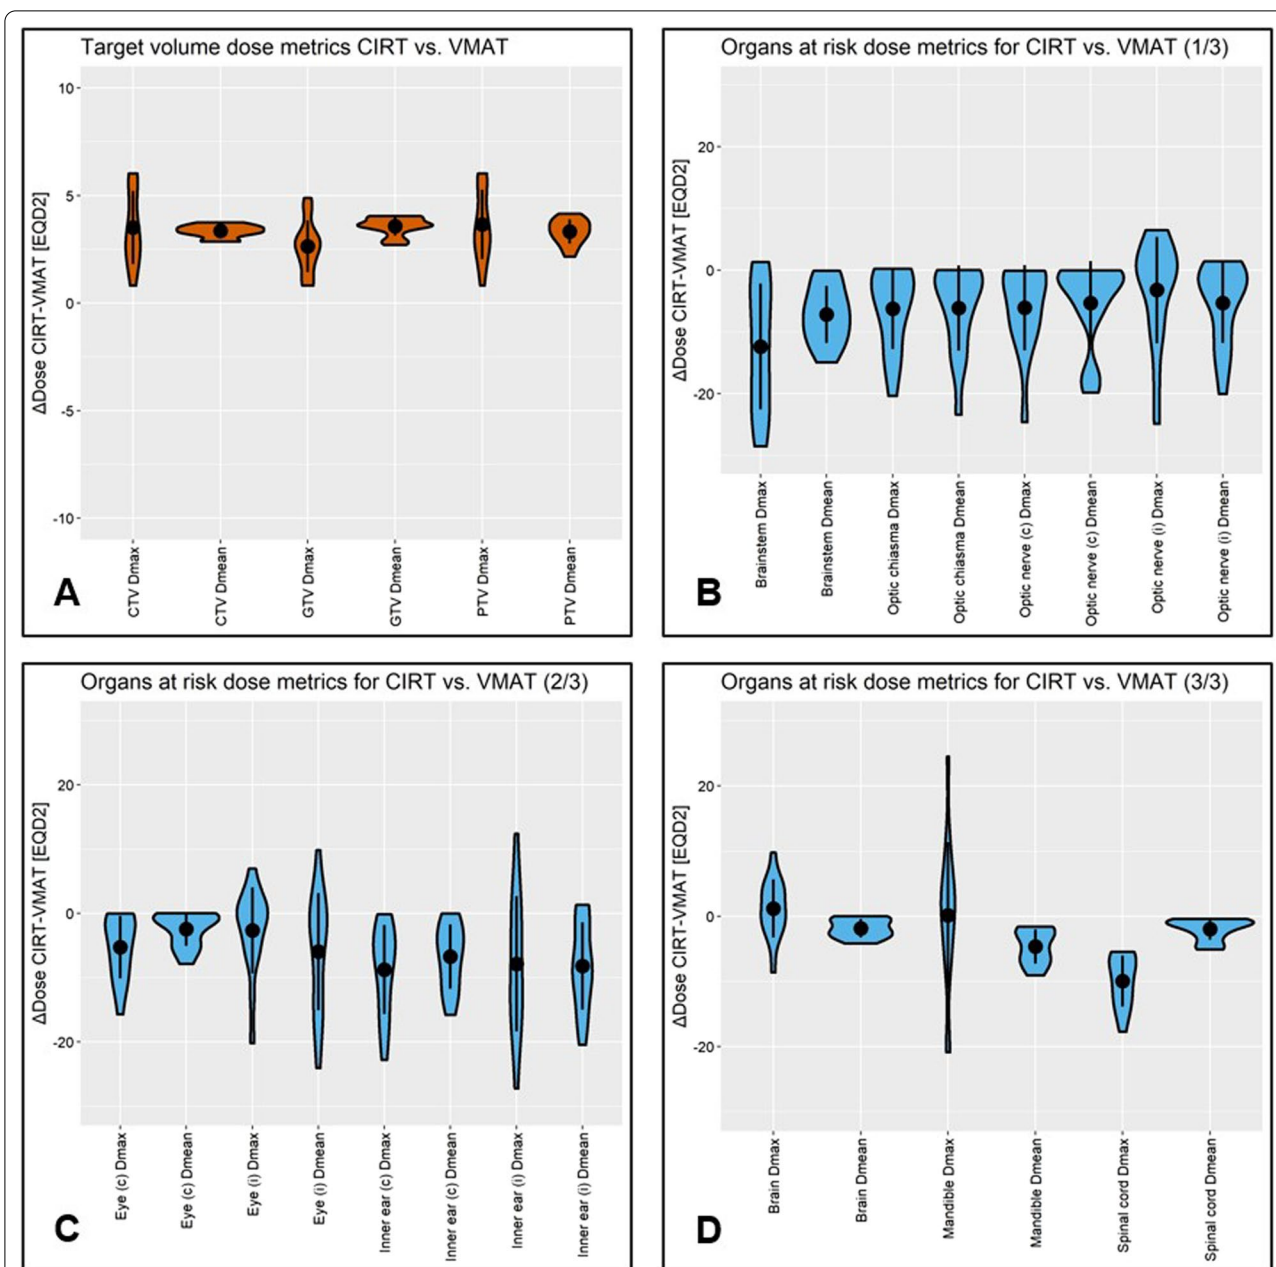 Target volume dose metrics CIRT vs. VMAT
ΔDose CIRT-VMAT [EQD2]
10
5
0
-5
-10
CTV Dmax
CTV Dmean
GTV Dmax
GTV Dmean
PTV Dmax
PTV Dmean
A
Organs at risk dose metrics for CIRT vs. VMAT (1/3)
ΔDose CIRT-VMAT [EQD2]
20
0
-20
Brainstem Dmax
Brainstem Dmean
Optic chiasma Dmax
Optic chiasma Dmean
Optic nerve (c) Dmax
Optic nerve (c) Dmean
Optic nerve (i) Dmax
Optic nerve (i) Dmean
B
Organs at risk dose metrics for CIRT vs. VMAT (2/3)
ΔDose CIRT-VMAT [EQD2]
20
0
-20
Eye (c) Dmax
Eye (c) Dmean
Eye (i) Dmax
Eye (i) Dmean
Inner ear (c) Dmax
Inner ear (c) Dmean
Inner ear (i) Dmax
Inner ear (i) Dmean
C
Organs at risk dose metrics for CIRT vs. VMAT (3/3)
ΔDose CIRT-VMAT [EQD2]
20
0
-20
Brain Dmax
Brain Dmean
Mandible Dmax
Mandible Dmean
Spinal cord Dmax
Spinal cord Dmean
D